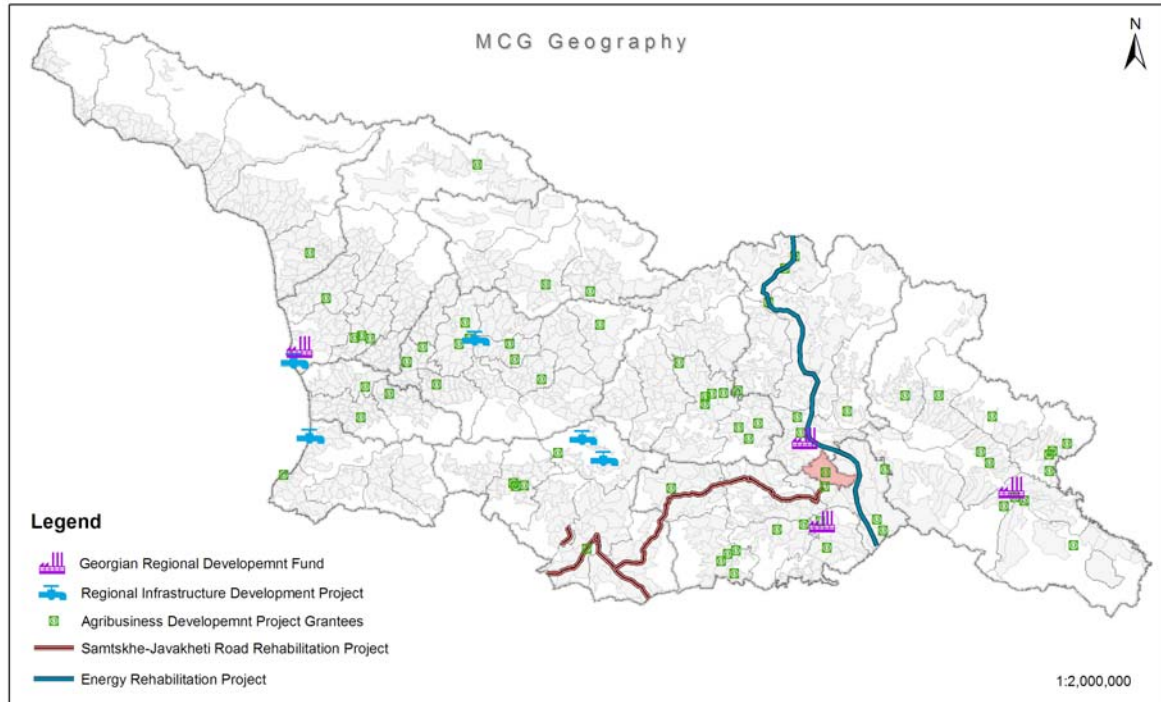 MCG Geography
N
Legend
Georgian Regional Developemnt Fund
Regional Infrastructure Development Project
Agribusiness Developemnt Project Grantees
Samtskhe-Javakheti Road Rehabilitation Project
Energy Rehabilitation Project
1:2,000,000